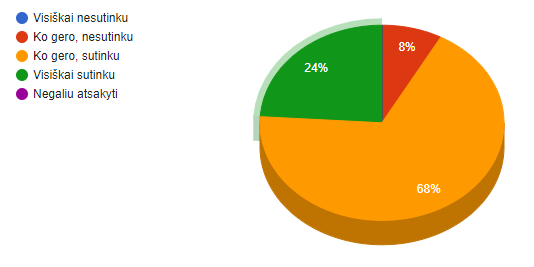 Visiškai nesutinku
Ko gero, nesutinku
Ko gero, sutinku
Visiškai sutinku
Negaliu atsakyti
8%
24%
68%